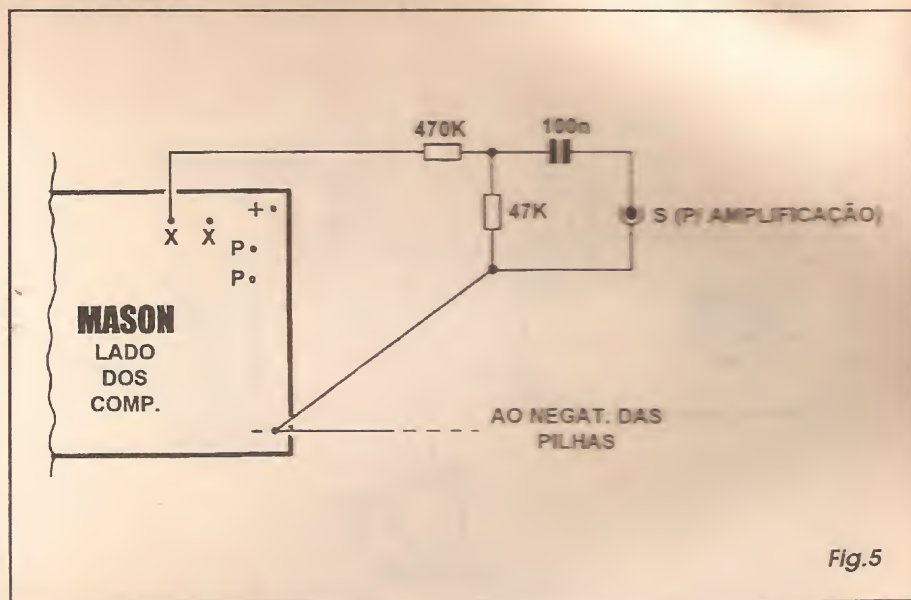 470K
100n
47K
S (P/ AMPLIFICAÇÃO)
+
X X
P
P
MASON
LADO
DOS
COMP.
-
AO NEGAT. DAS
PILHAS
Fig.5